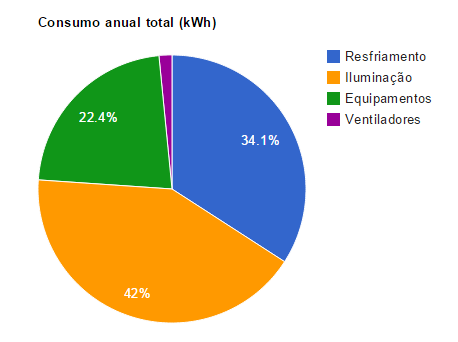 Consumo anual total (kWh)
Resfriamento
Iluminação
Equipamentos
Ventiladores
22.4%
34.1%
42%